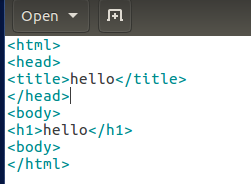 Open
<html>
<head>
<title>hello</title>
</head>
<body>
<h1>hello</h1>
<body>
</html>